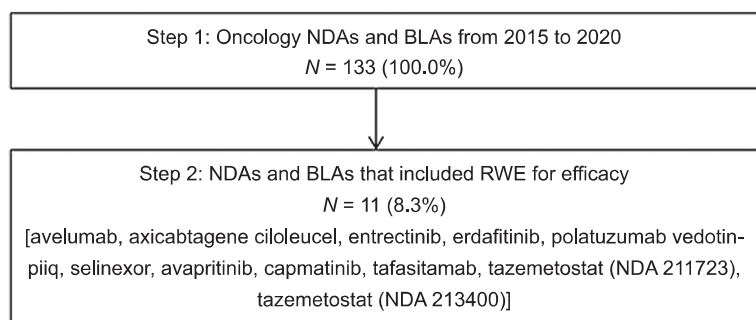 Step 1: Oncology NDAs and BLAs from 2015 to 2020
N = 133 (100.0%)
Step 2: NDAs and BLAs that included RWE for efficacy
N = 11 (8.3%)
[avelumab, axicabtagene ciloleucel, entrectinib, erdafitinib, polatuzumab vedotin-
piiq, selinexor, avapritinib, capmatinib, tafasitamab, tazemetostat (NDA 211723),
tazemetostat (NDA 213400)]